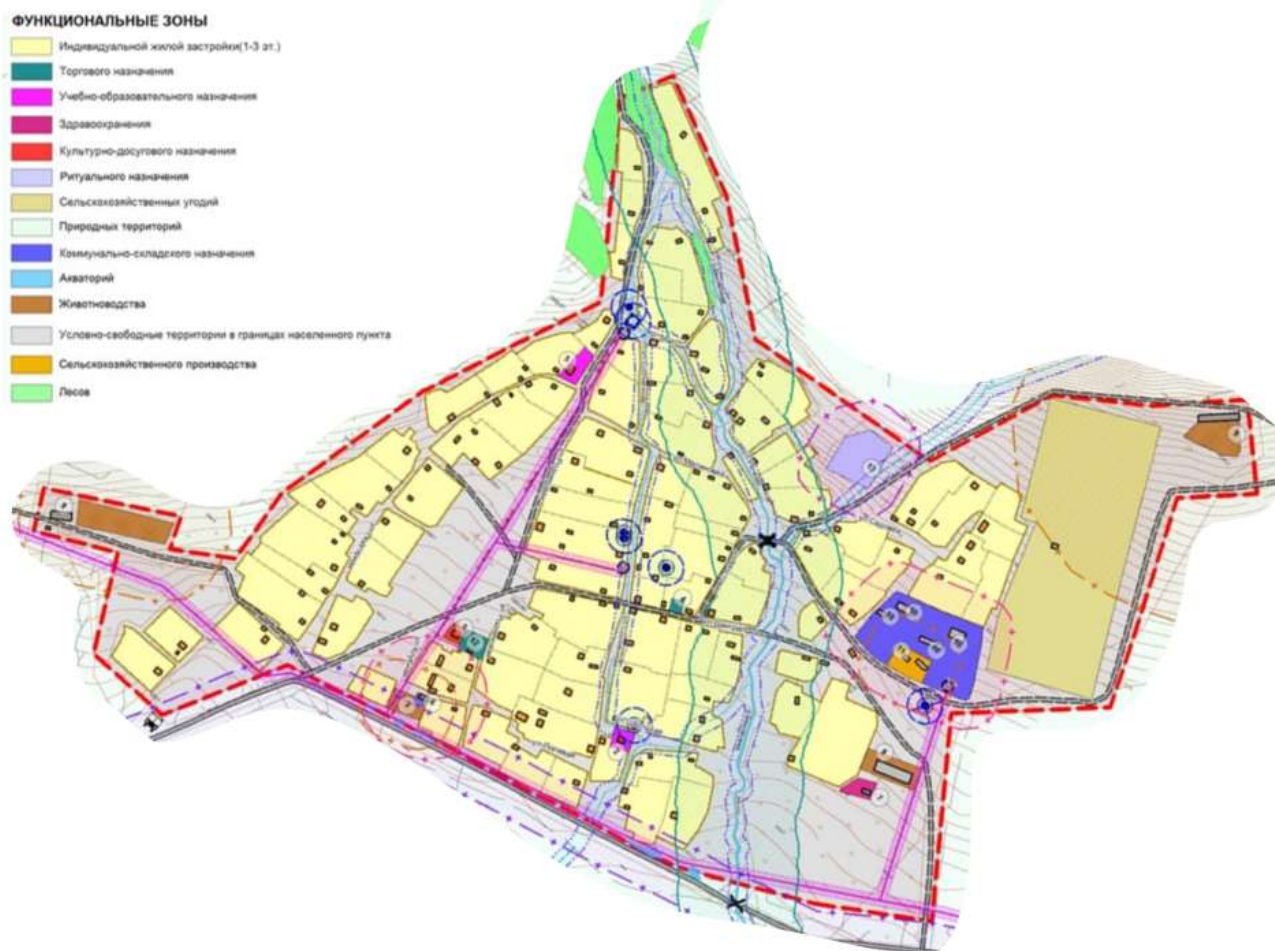 ФУНКЦИОНАЛЬНЫЕ ЗОНЫ
Индивидуальной жилой застройки(1-3 эт.)
Торгового назначения
Учебно-образовательного назначения
Здравоохранения
Культурно-досугового назначения
Ритуального назначения
Сельскохозяйственных угодий
Природных территорий
Коммунально-складского назначения
Акваторий
Животноводства
Условно-свободные территории в границах населенного пункта
Сельскохозяйственного производства
Лесов